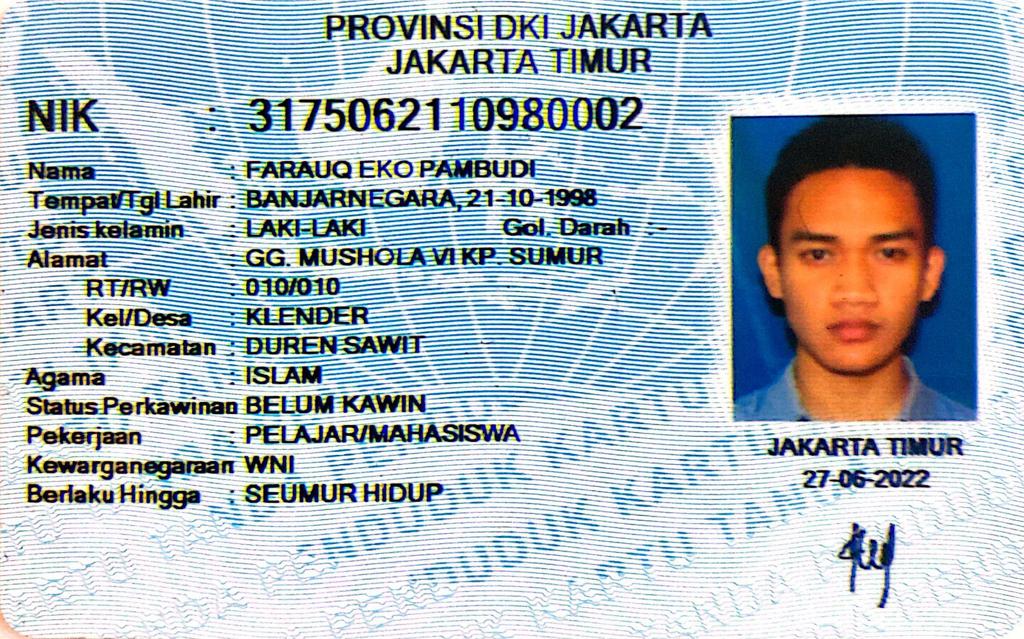 PROVINSI DKI JAKARTA
JAKARTA TIMUR
NIK : 3175062110980002
Nama : FARAUQ EKO PAMBUDI
Tempat/Tgl Lahir : BANJARNEGARA, 21-10-1998
Jenis kelamin : LAKI-LAKI Gol. Darah : -
Alamat : GG. MUSHOLA VI KP. SUMUR
RT/RW : 010/010
Kel/Desa : KLENDER
Kecamatan : DUREN SAWIT
Agama : ISLAM
Status Perkawinan BELUM KAWIN
Pekerjaan : PELAJAR/MAHASISWA
Kewarganegaraan WNI
Berlaku Hingga : SEUMUR HIDUP
JAKARTA TIMUR
27-06-2022